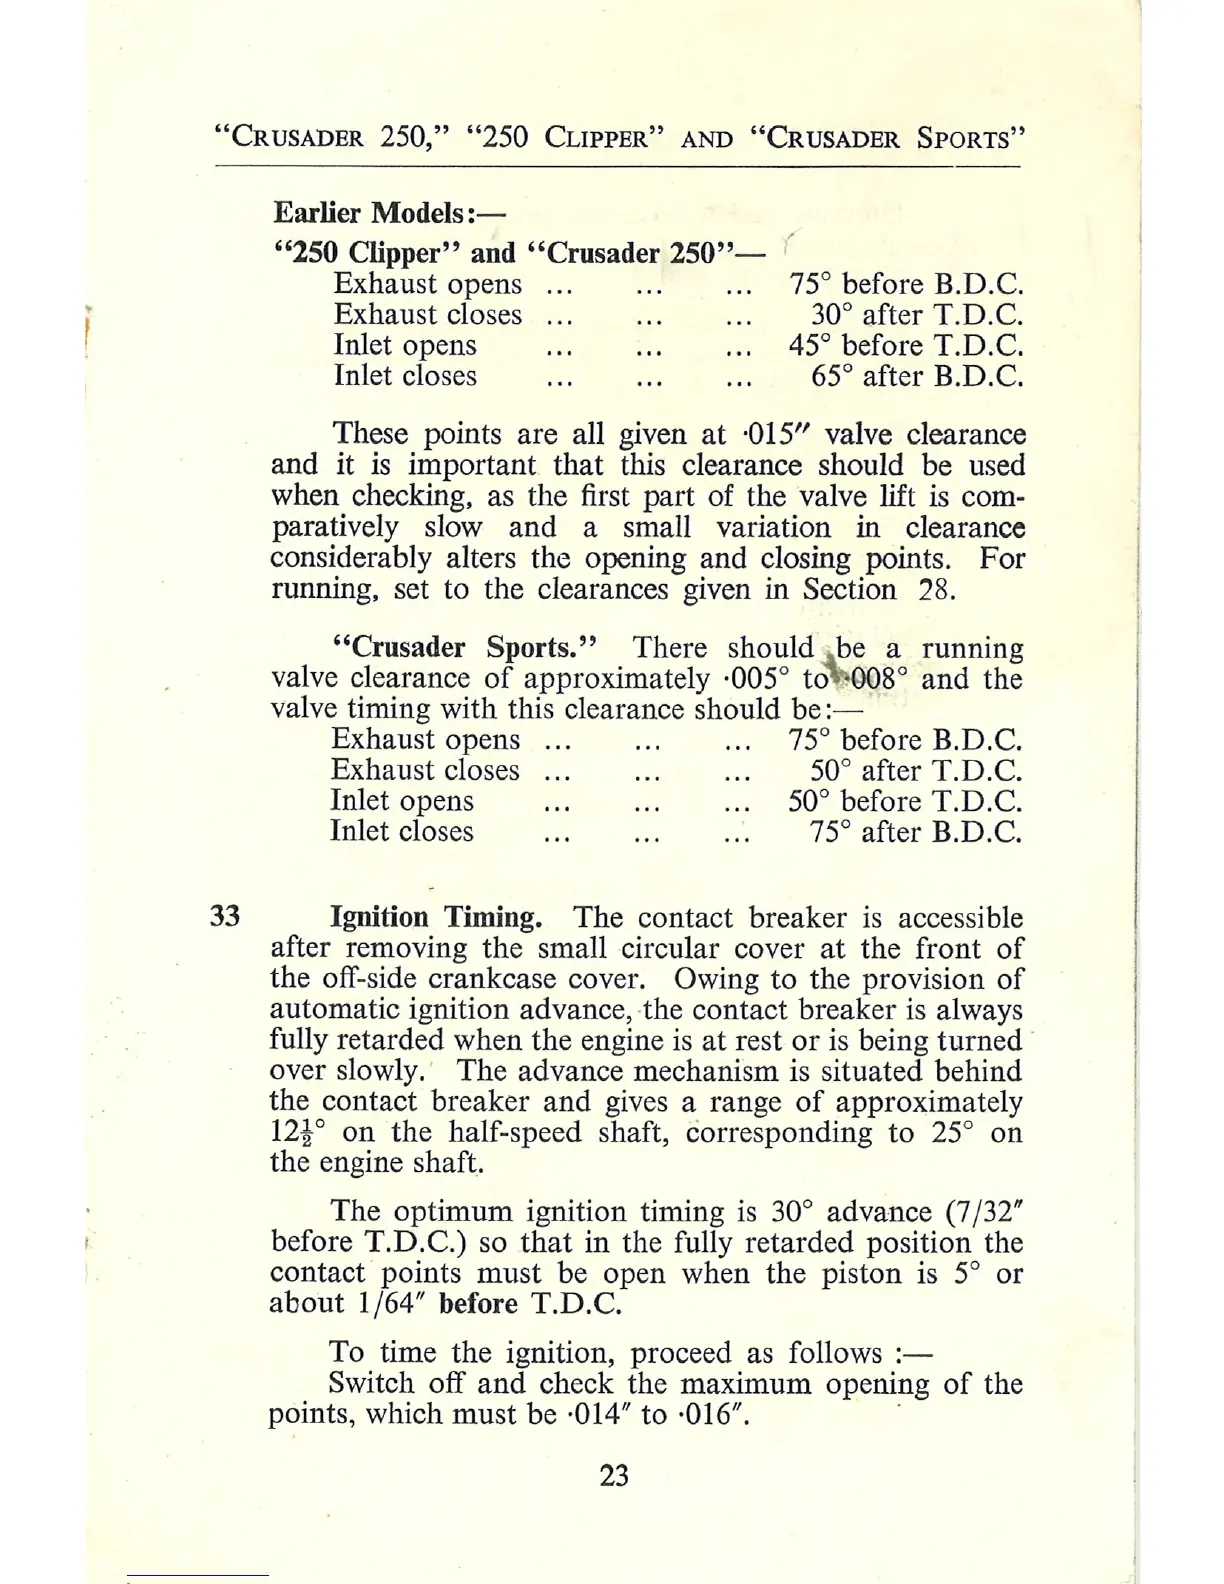 “CRUSADER 250,” “250 CLIPPER” AND “CRUSADER SPORTS”
Earlier Models:—
“250 Clipper” and “Crusader 250”—
Exhaust opens ... ... ... 75° before B.D.C.
Exhaust closes ... ... ... 30° after T.D.C.
Inlet opens ... ... ... 45° before T.D.C.
Inlet closes ... ... ... 65° after B.D.C.
These points are all given at ·015″ valve clearance
and it is important that this clearance should be used
when checking, as the first part of the valve lift is com-
paratively slow and a small variation in clearance
considerably alters the opening and closing points. For
running, set to the clearances given in Section 28.
“Crusader Sports.” There should be a running
valve clearance of approximately ·005° to ·008° and the
valve timing with this clearance should be:—
Exhaust opens ... ... ... 75° before B.D.C.
Exhaust closes ... ... ... 50° after T.D.C.
Inlet opens ... ... ... 50° before T.D.C.
Inlet closes ... ... ... 75° after B.D.C.
33 Ignition Timing. The contact breaker is accessible
after removing the small circular cover at the front of
the off-side crankcase cover. Owing to the provision of
automatic ignition advance, the contact breaker is always
fully retarded when the engine is at rest or is being turned
over slowly. The advance mechanism is situated behind
the contact breaker and gives a range of approximately
12½° on the half-speed shaft, corresponding to 25° on
the engine shaft.
The optimum ignition timing is 30° advance (7/32″
before T.D.C.) so that in the fully retarded position the
contact points must be open when the piston is 5° or
about 1/64″ before T.D.C.
To time the ignition, proceed as follows :—
Switch off and check the maximum opening of the
points, which must be ·014″ to ·016″.
23